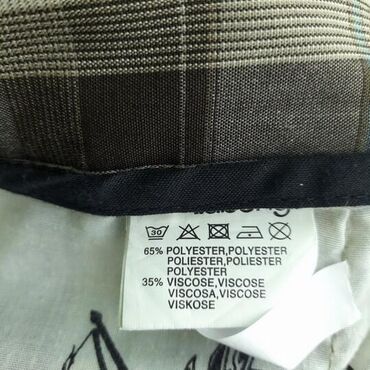 30
65% POLYESTER,POLYESTER
POLIESTER,POLIESTER
POLYESTER
35% VISCOSE,VISCOSE
VISCOSA,VISCOSE
VISKOSE